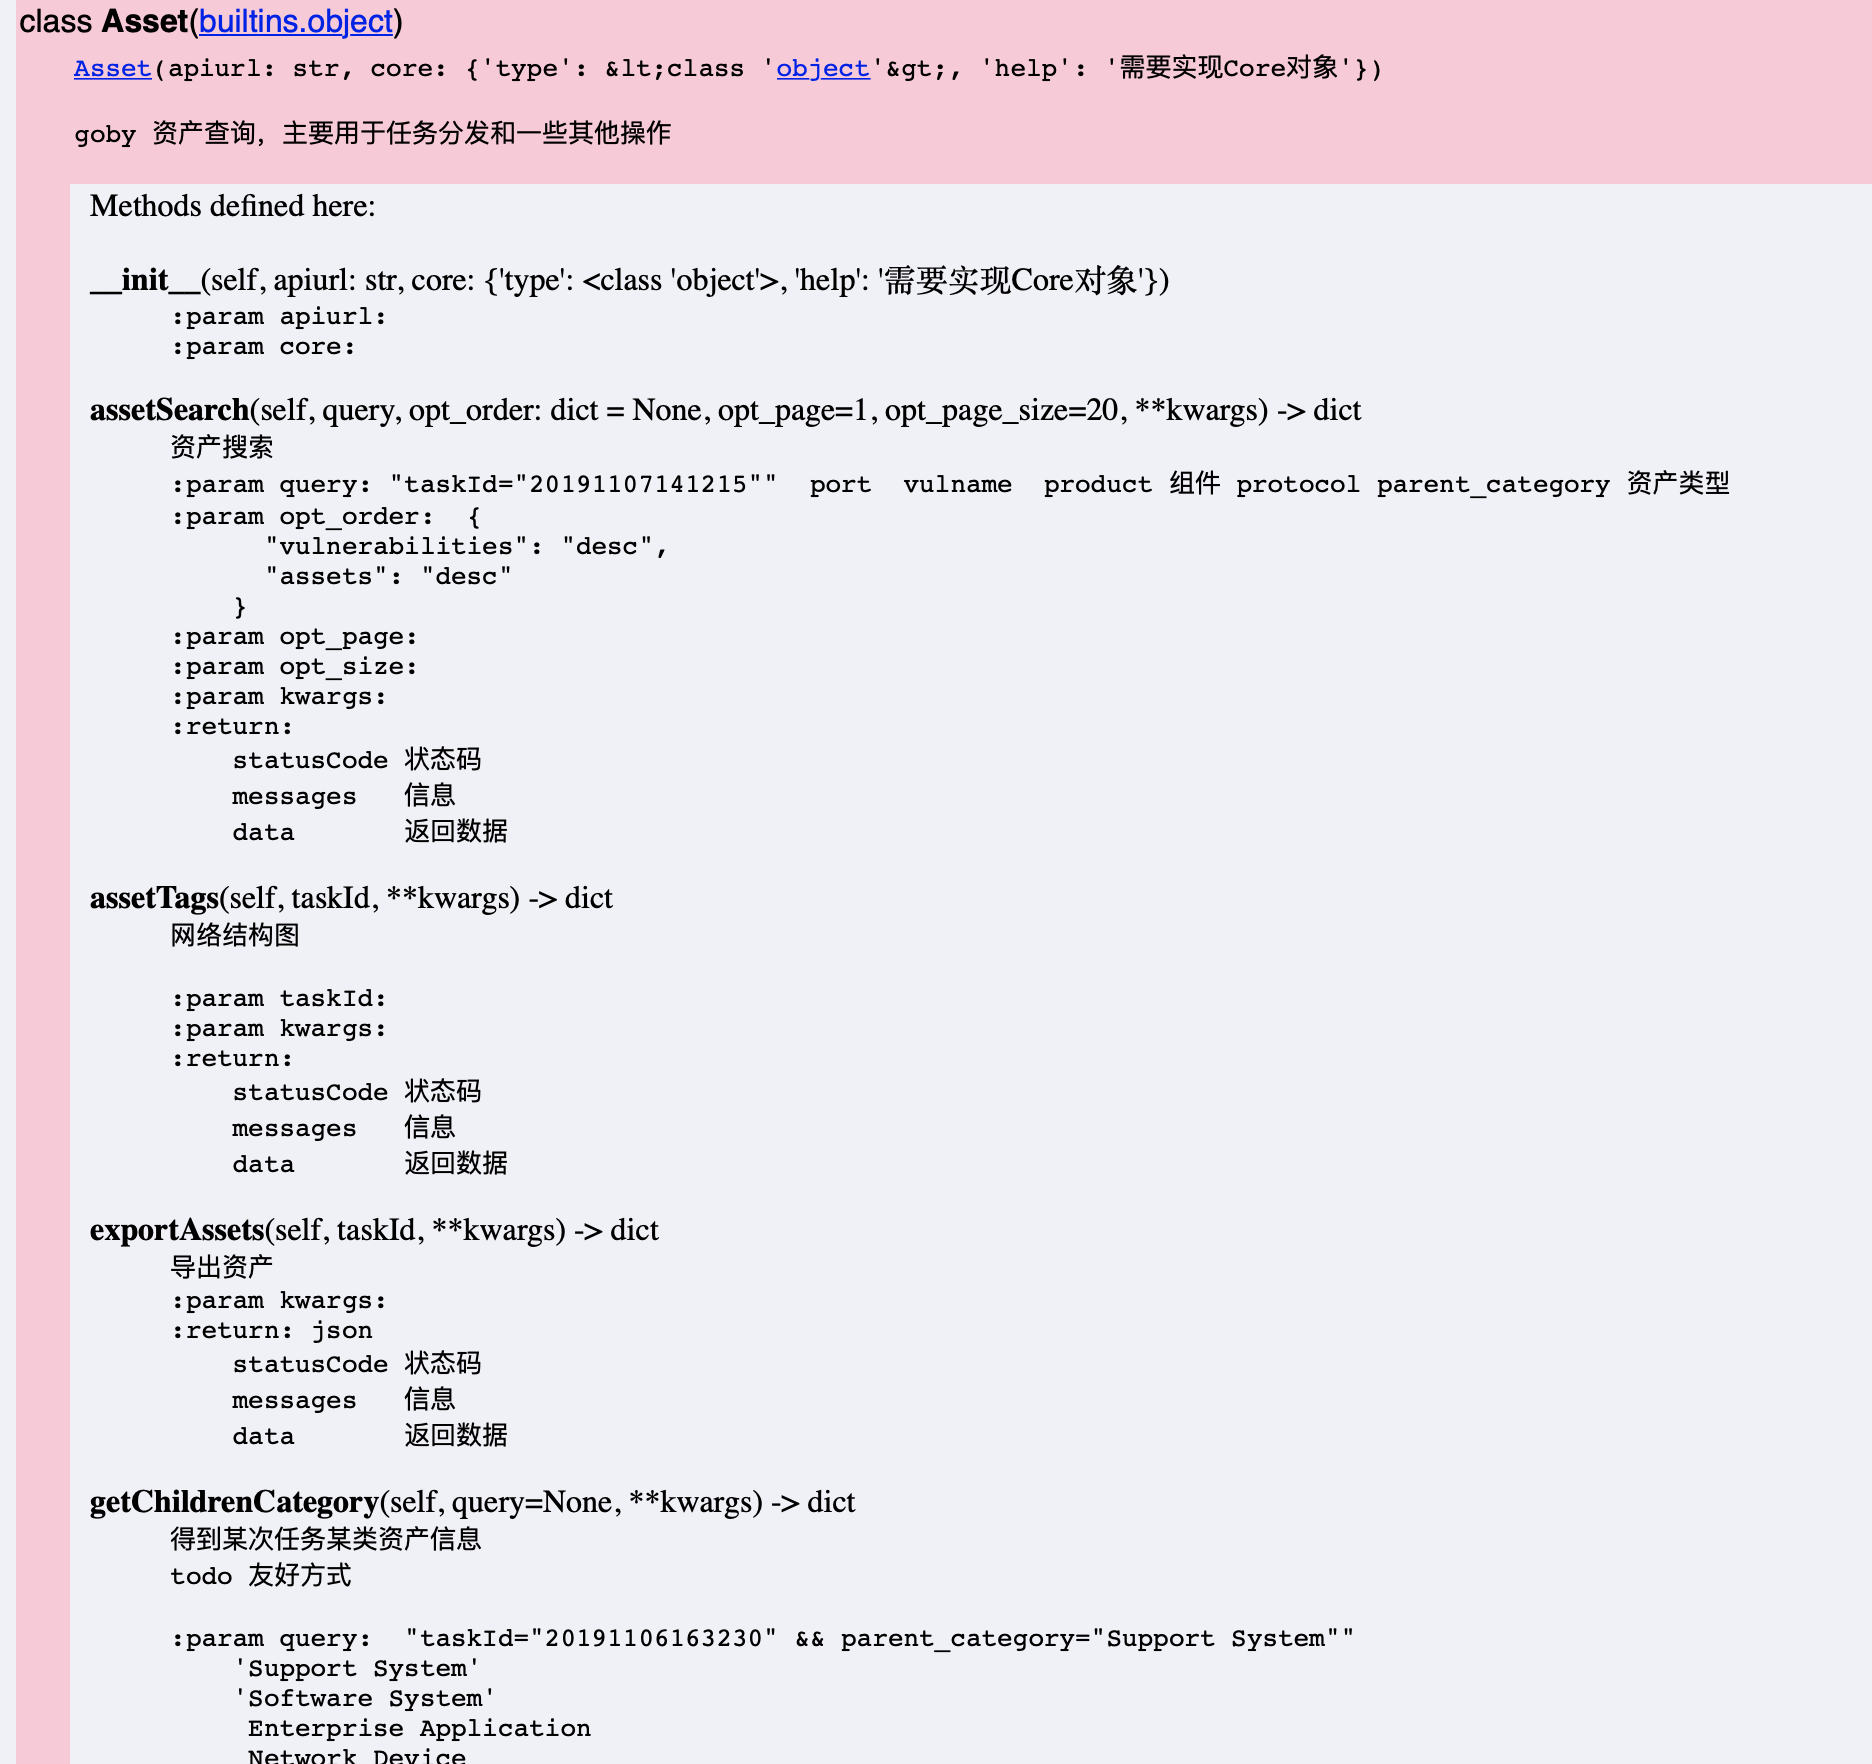 class Asset(builtins.object)
Asset(apiurl: str, core: {'type': &lt;class 'object'&gt;, 'help': '需要实现Core对象'})
goby 资产查询，主要用于任务分发和一些其他操作
Methods defined here:
__init__(self, apiurl: str, core: {'type': <class 'object'>, 'help': '需要实现Core对象'})
:param apiurl:
:param core:
assetSearch(self, query, opt_order: dict = None, opt_page=1, opt_page_size=20, **kwargs) -> dict
资产搜索
:param query: "taskId="20191107141215""  port  vulname  product 组件 protocol parent_category 资产类型
:param opt_order:  {
"vulnerabilities": "desc",
"assets": "desc"
}
:param opt_page:
:param opt_size:
:param kwargs:
:return:
statusCode 状态码
messages   信息
data       返回数据
assetTags(self, taskId, **kwargs) -> dict
网络结构图
:param taskId:
:param kwargs:
:return:
statusCode 状态码
messages   信息
data       返回数据
exportAssets(self, taskId, **kwargs) -> dict
导出资产
:param kwargs:
:return: json
statusCode 状态码
messages   信息
data       返回数据
getChildrenCategory(self, query=None, **kwargs) -> dict
得到某次任务某类资产信息
todo 友好方式
:param query:  "taskId="20191106163230" && parent_category="Support System""
'Support System'
'Software System'
Enterprise Application
Network Device